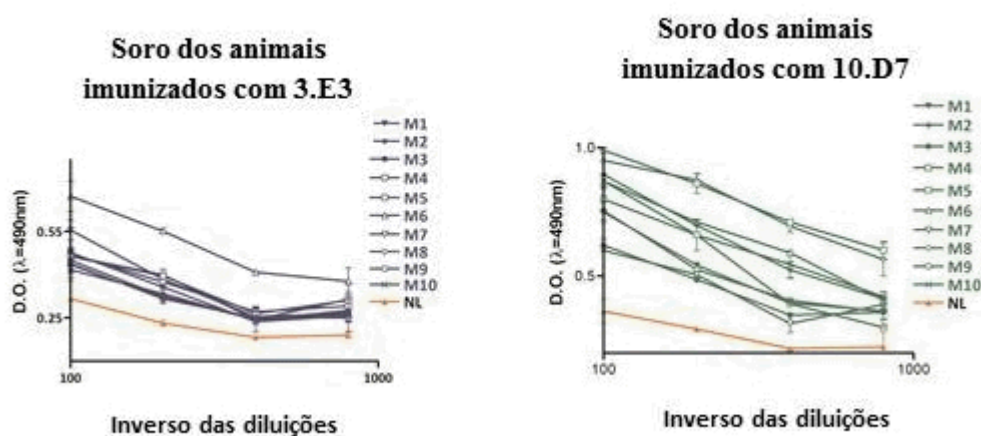 Soro dos animais
imunizados com 3.E3
D.O. (λ=490nm)
0.55
0.25
100
1000
Inverso das diluições
M1
M2
M3
M4
M5
M6
M7
M8
M9
M10
NL
Soro dos animais
imunizados com 10.D7
D.O. (λ=490nm)
1.0
0.5
100
1000
Inverso das diluições
M1
M2
M3
M4
M5
M6
M7
M8
M9
M10
NL